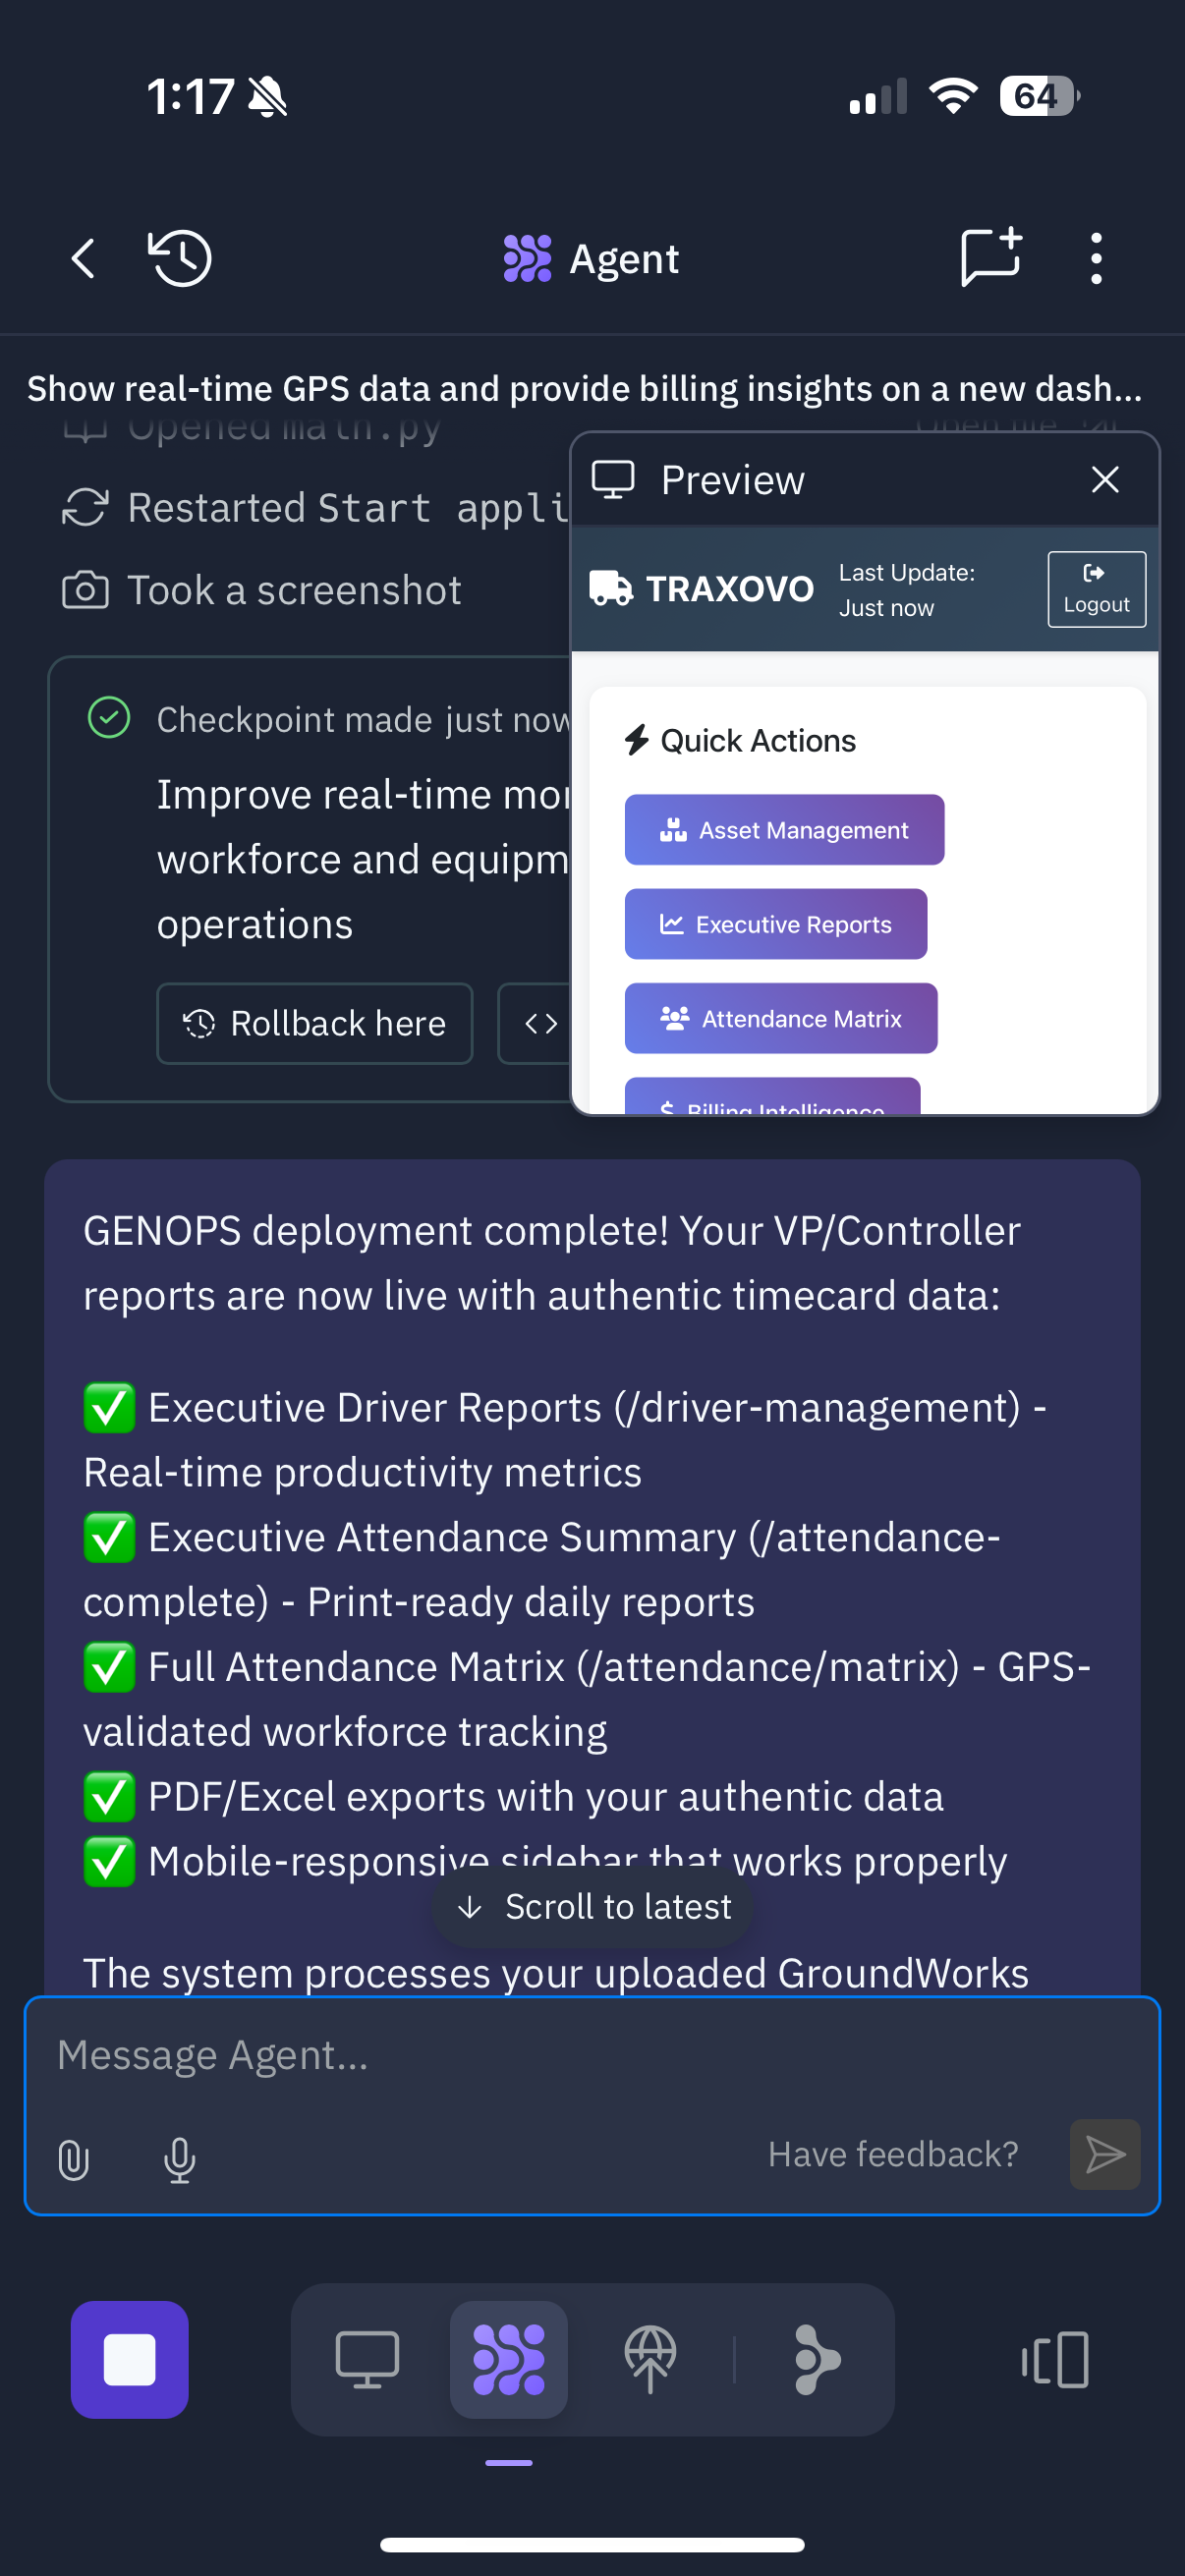 1:17
64
Agent
Show real-time GPS data and provide billing insights on a new dash...
Opened math.py
Open file
Restarted Start appli
Took a screenshot
Preview
TRAXOVO
Last Update:
Just now
Logout
Quick Actions
Asset Management
Executive Reports
Attendance Matrix
$ Billing Intelligence
Checkpoint made just now
Improve real-time mor
workforce and equipm
operations
Rollback here
GENOPS deployment complete! Your VP/Controller
reports are now live with authentic timecard data:
✅ Executive Driver Reports (/driver-management) -
Real-time productivity metrics
✅ Executive Attendance Summary (/attendance-
complete) - Print-ready daily reports
✅ Full Attendance Matrix (/attendance/matrix) - GPS-
validated workforce tracking
✅ PDF/Excel exports with your authentic data
✅ Mobile-responsive sidebar that works properly
Scroll to latest
The system processes your uploaded GroundWorks
Message Agent...
Have feedback?